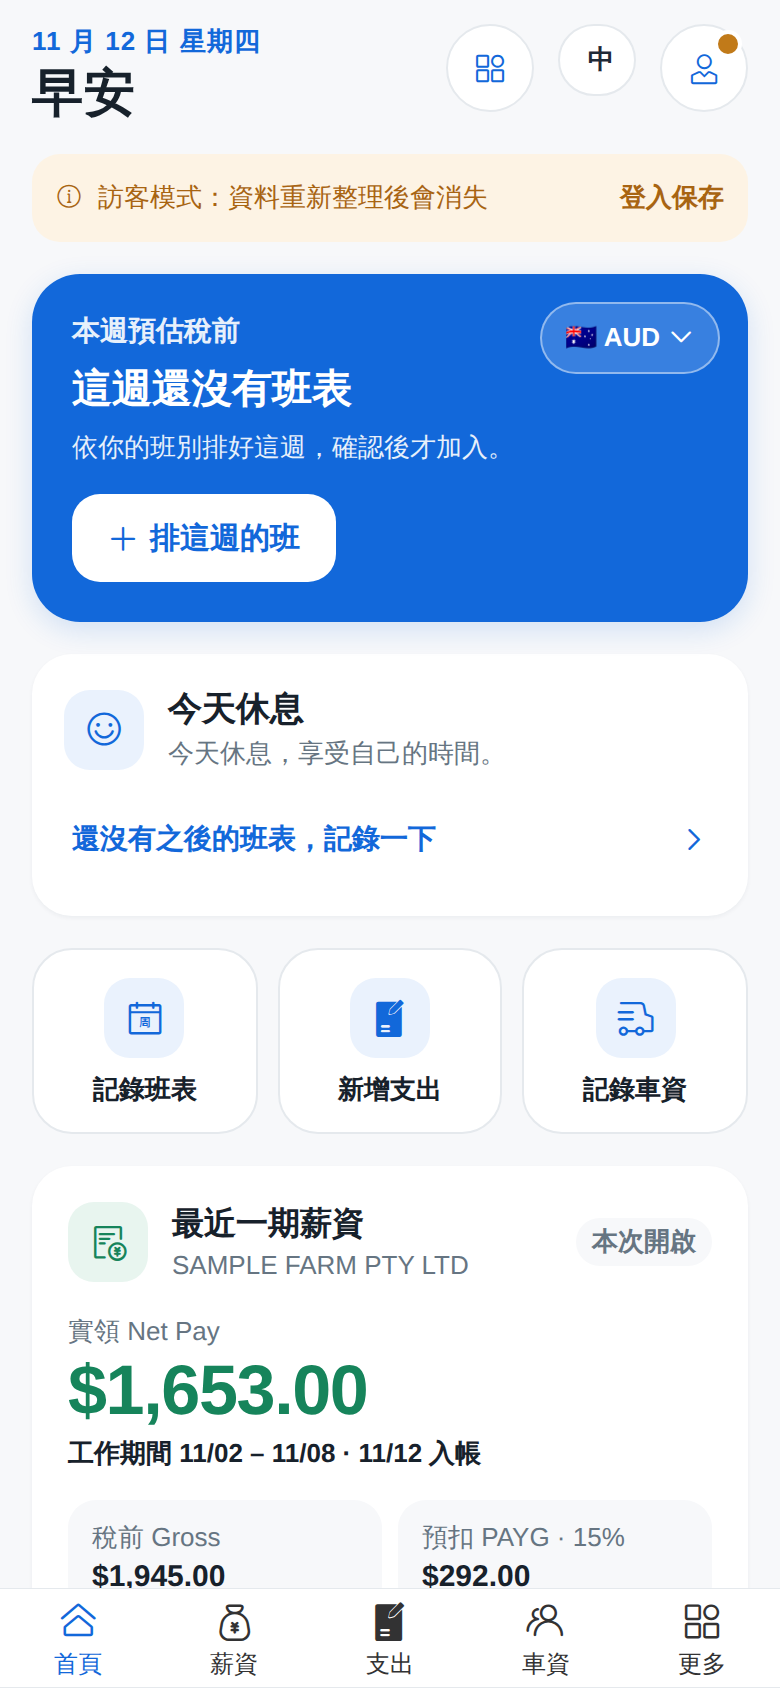 11 月 12 日 星期四
早安
中
訪客模式：資料重新整理後會消失
登入保存
本週預估稅前
AUD
這週還沒有班表
依你的班別排好這週，確認後才加入。
排這週的班
今天休息
今天休息，享受自己的時間。
還沒有之後的班表，記錄一下
周
記錄班表
新增支出
記錄車資
最近一期薪資
SAMPLE FARM PTY LTD
本次開啟
實領 Net Pay
$1,653.00
工作期間 11/02 – 11/08 · 11/12 入帳
稅前 Gross
$1,945.00
預扣 PAYG · 15%
$292.00
首頁
薪資
支出
車資
更多